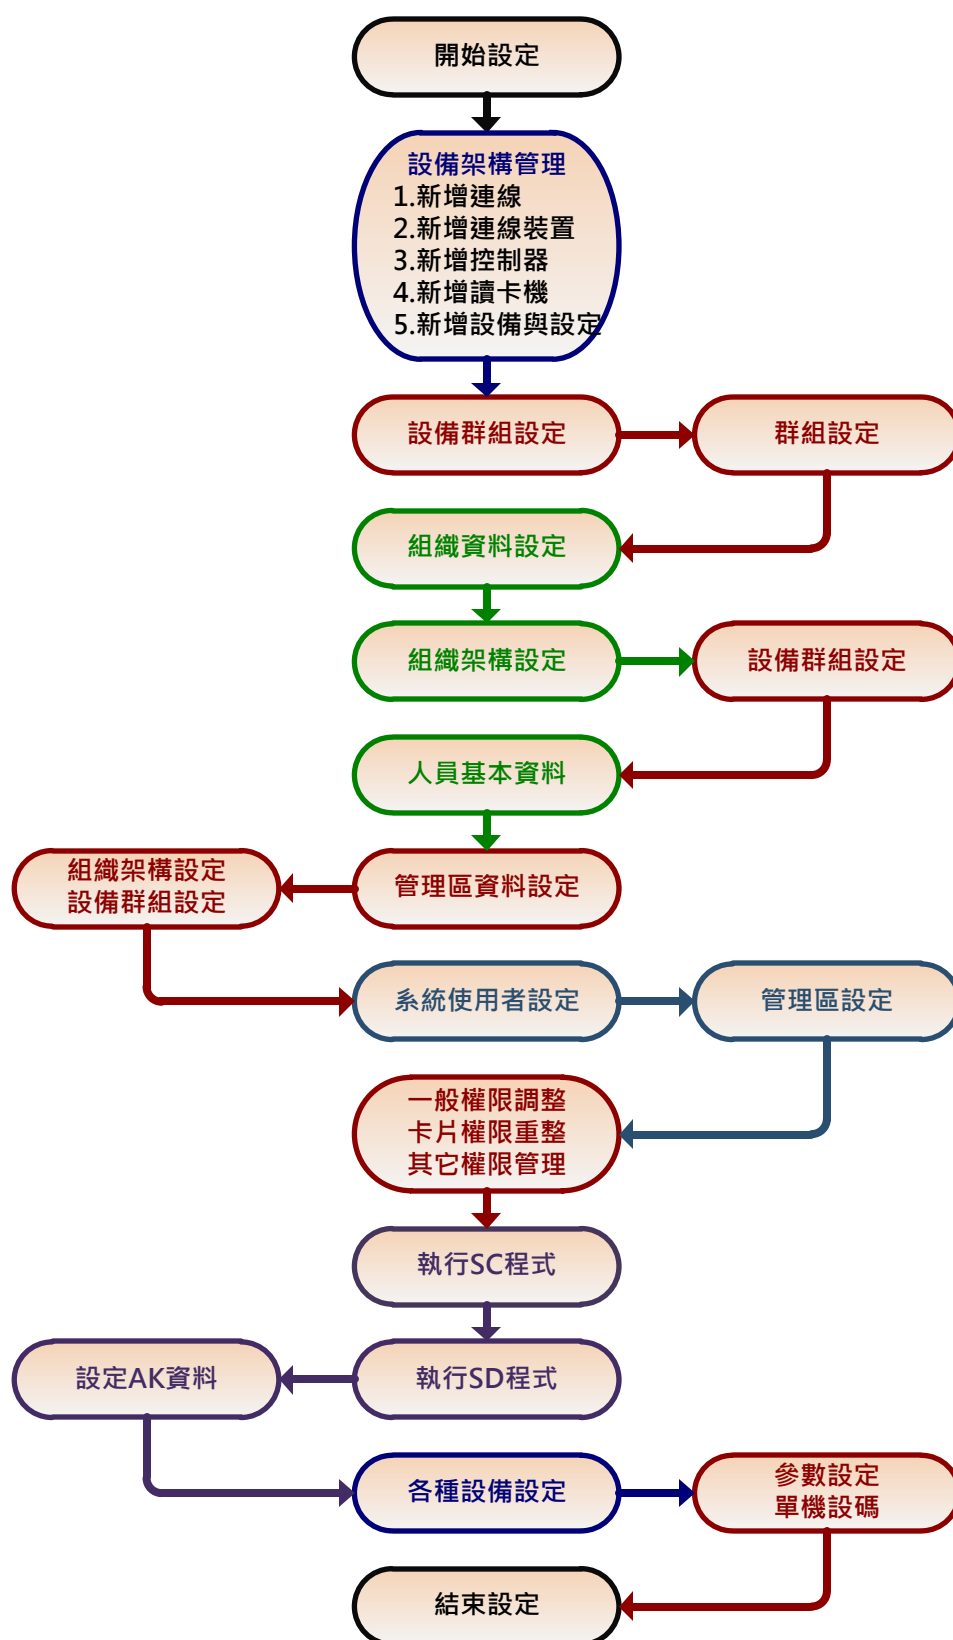 開始設定
設備架構管理
1.新增連線
2.新增連線裝置
3.新增控制器
4.新增讀卡機
5.新增設備與設定
設備群組設定
群組設定
組織資料設定
組織架構設定
設備群組設定
人員基本資料
管理區資料設定
組織架構設定
設備群組設定
系統使用者設定
管理區設定
一般權限調整
卡片權限重整
其它權限管理
執行SC程式
執行SD程式
設定AK資料
各種設備設定
參數設定
單機設碼
結束設定